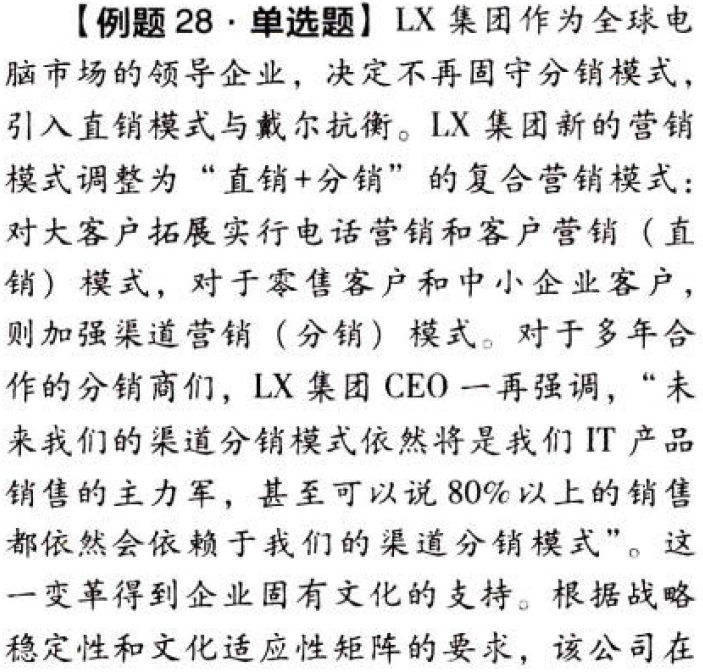 【例题 28·单选题】LX 集团作为全球电
脑市场的领导企业，决定不再固守分销模式，
引入直销模式与戴尔抗衡。LX 集团新的营销
模式调整为“直销+分销”的复合营销模式：
对大客户拓展实行电话营销和客户营销（直
销）模式，对于零售客户和中小企业客户，
则加强渠道营销（分销）模式。对于多年合
作的分销商们，LX 集团 CEO 一再强调，“未
来我们的渠道分销模式依然将是我们 IT 产品
销售的主力军，甚至可以说 80%以上的销售
都依然会依赖于我们的渠道分销模式”。这
一变革得到企业固有文化的支持。根据战略
稳定性和文化适应性矩阵的要求，该公司在